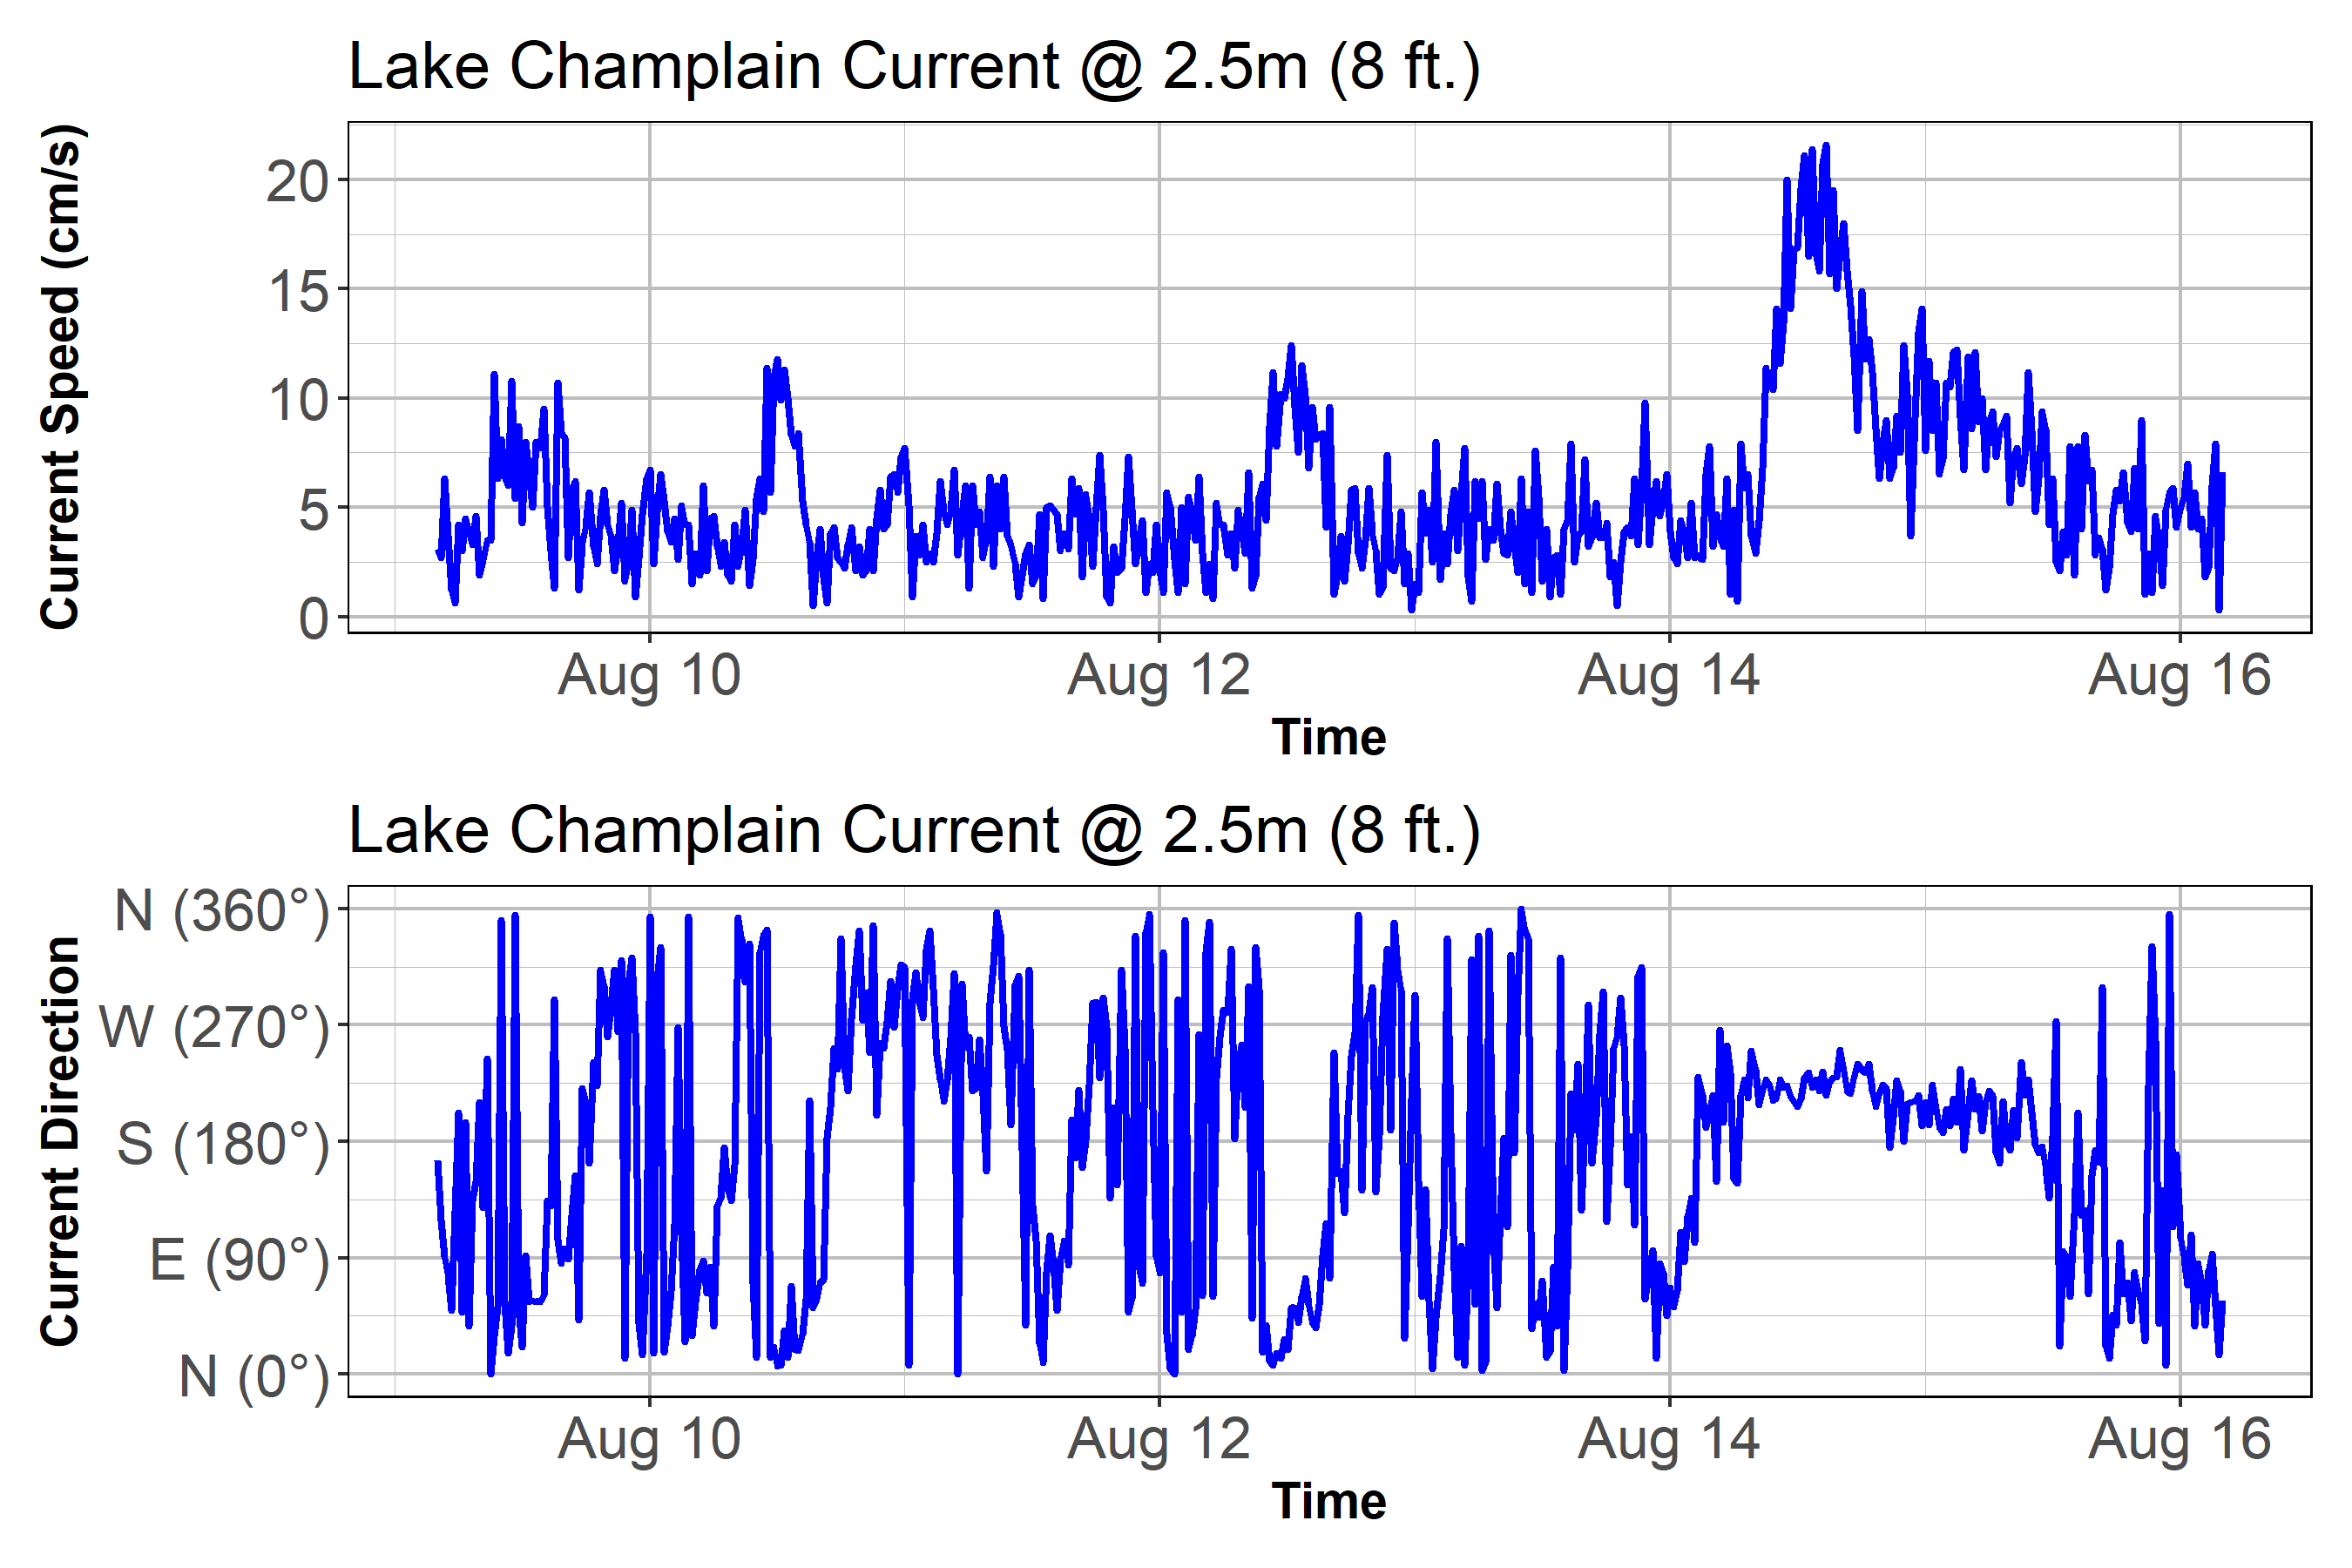 Lake Champlain Current @ 2.5m (8 ft.)
Current Speed (cm/s)
20
15
10
5
0
Aug 10 Aug 12 Aug 14 Aug 16
Time
Lake Champlain Current @ 2.5m (8 ft.)
Current Direction
N (360°)
W (270°)
S (180°)
E (90°)
N (0°)
Aug 10 Aug 12 Aug 14 Aug 16
Time